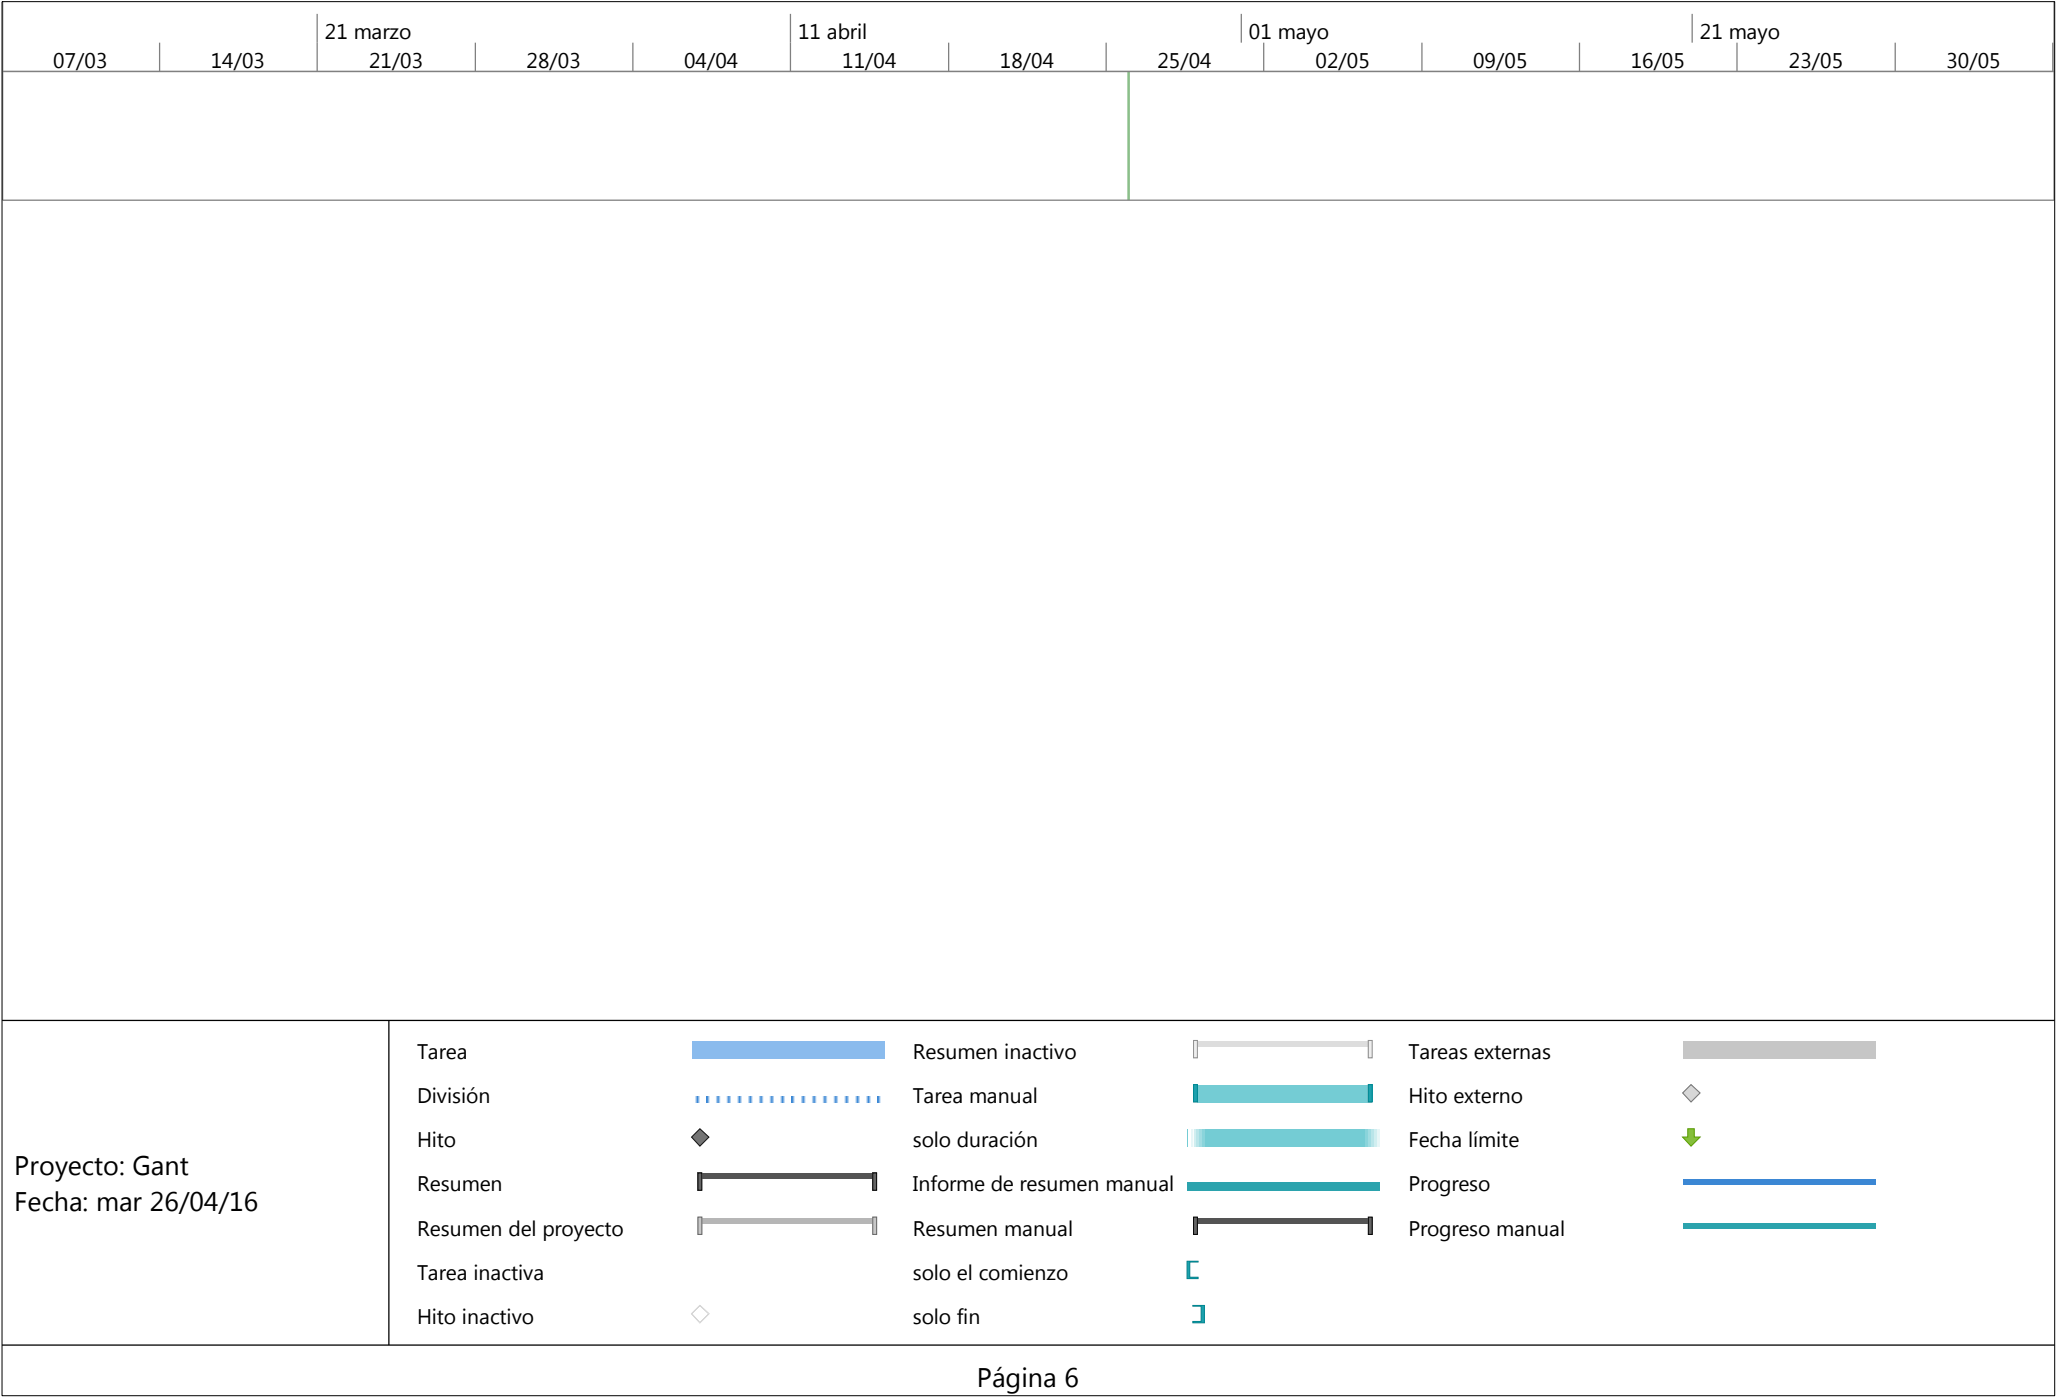 21 marzo 11 abril 01 mayo 21 mayo
07/03 14/03 21/03 28/03 04/04 11/04 18/04 25/04 02/05 09/05 16/05 23/05 30/05
Proyecto: Gant
Fecha: mar 26/04/16
Tarea
División
Hito
Resumen
Resumen del proyecto
Tarea inactiva
Hito inactivo
Resumen inactivo
Tarea manual
solo duración
Informe de resumen manual
Resumen manual
solo el comienzo
solo fin
Tareas externas
Hito externo
Fecha límite
Progreso
Progreso manual
Página 6